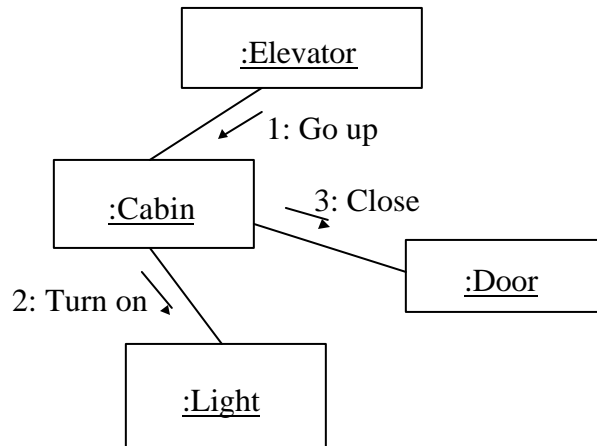 :Elevator
1: Go up
:Cabin
3: Close
:Door
2: Turn on
:Light